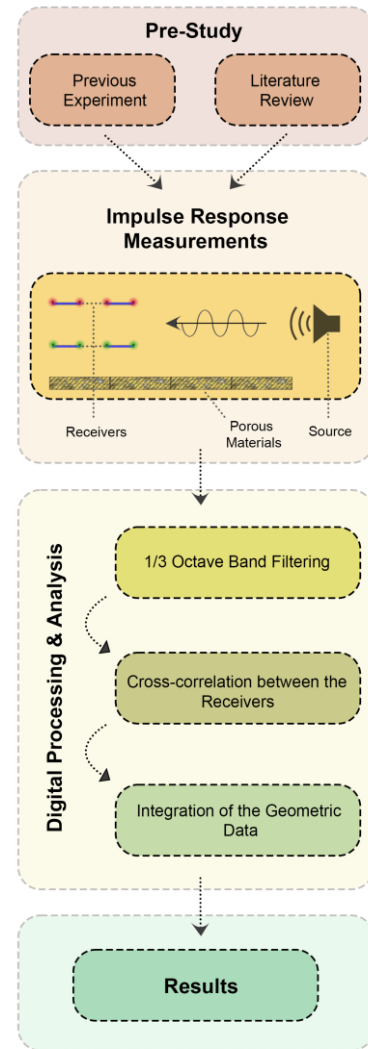 Pre-Study
Previous
Experiment
Literature
Review
Impulse Response
Measurements
Receivers
Porous
Materials
Source
Digital Processing & Analysis
1/3 Octave Band Filtering
Cross-correlation between the
Receivers
Integration of the Geometric
Data
Results